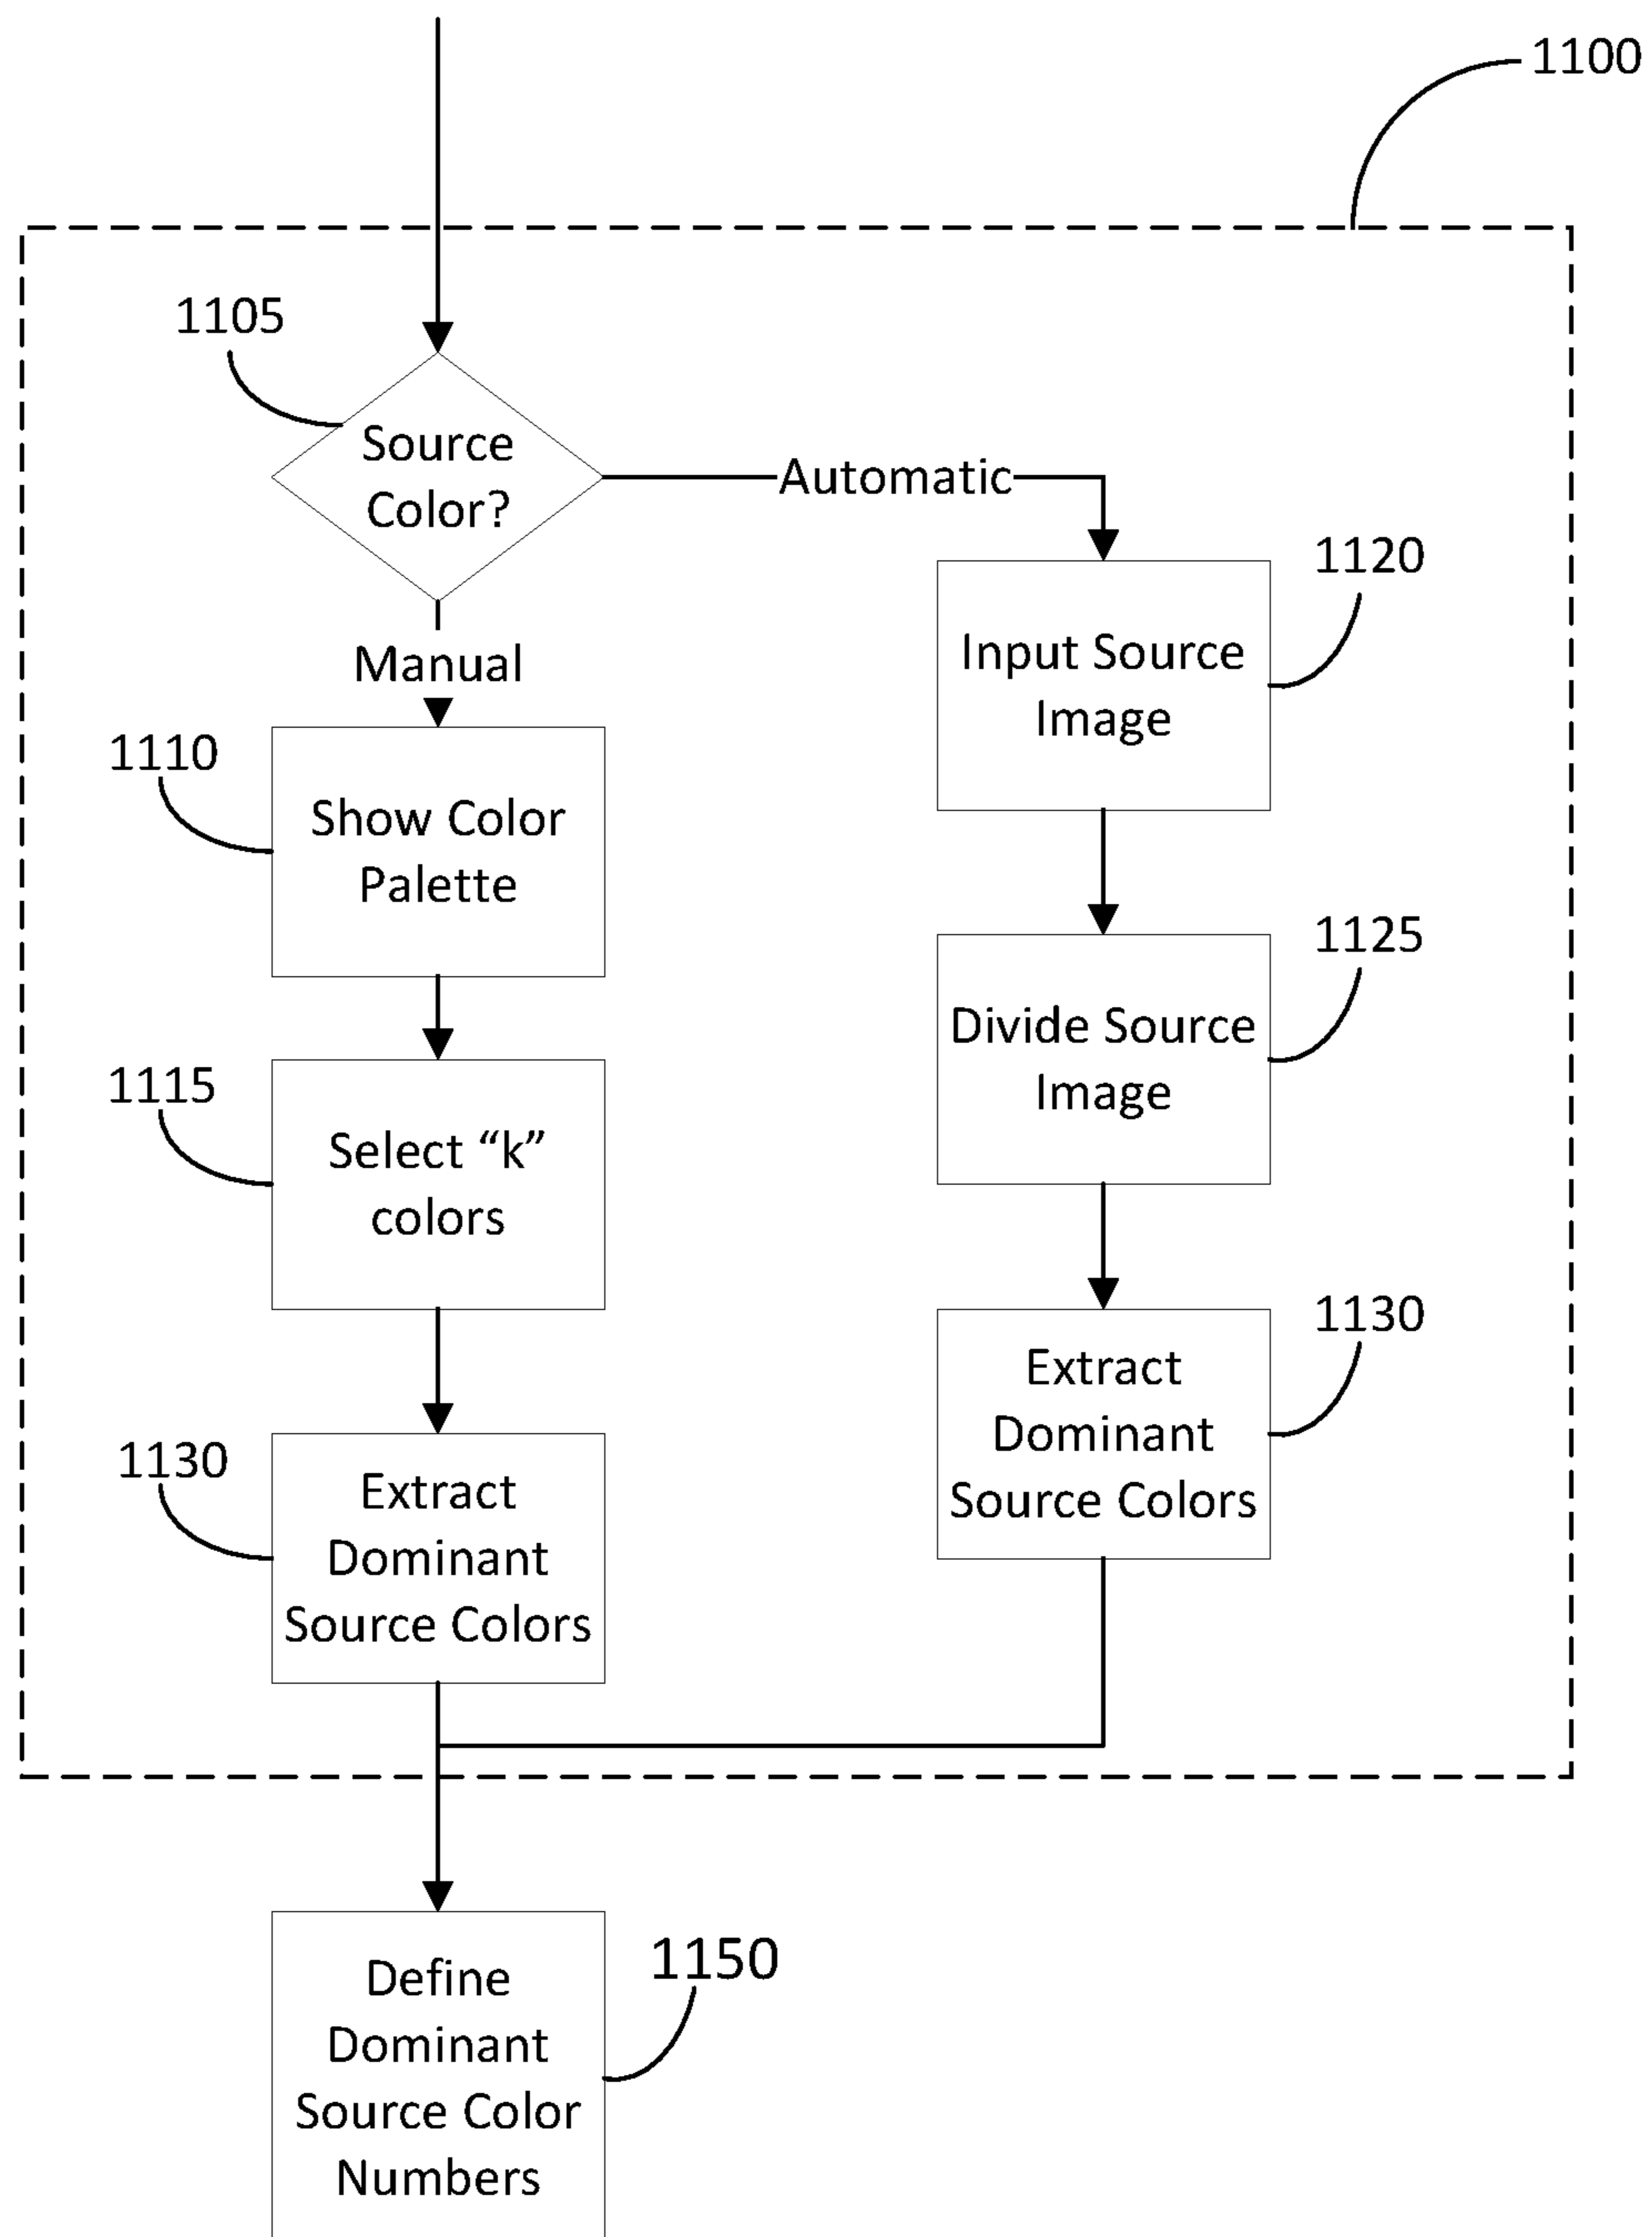 1100
1105
Source
Color?
Automatic
1120
Input Source
Image
Manual
1110
Show Color
Palette
1125
Divide Source
Image
1115
Select “k”
colors
1130
Extract
Dominant
Source Colors
1130
Extract
Dominant
Source Colors
1150
Define
Dominant
Source Color
Numbers